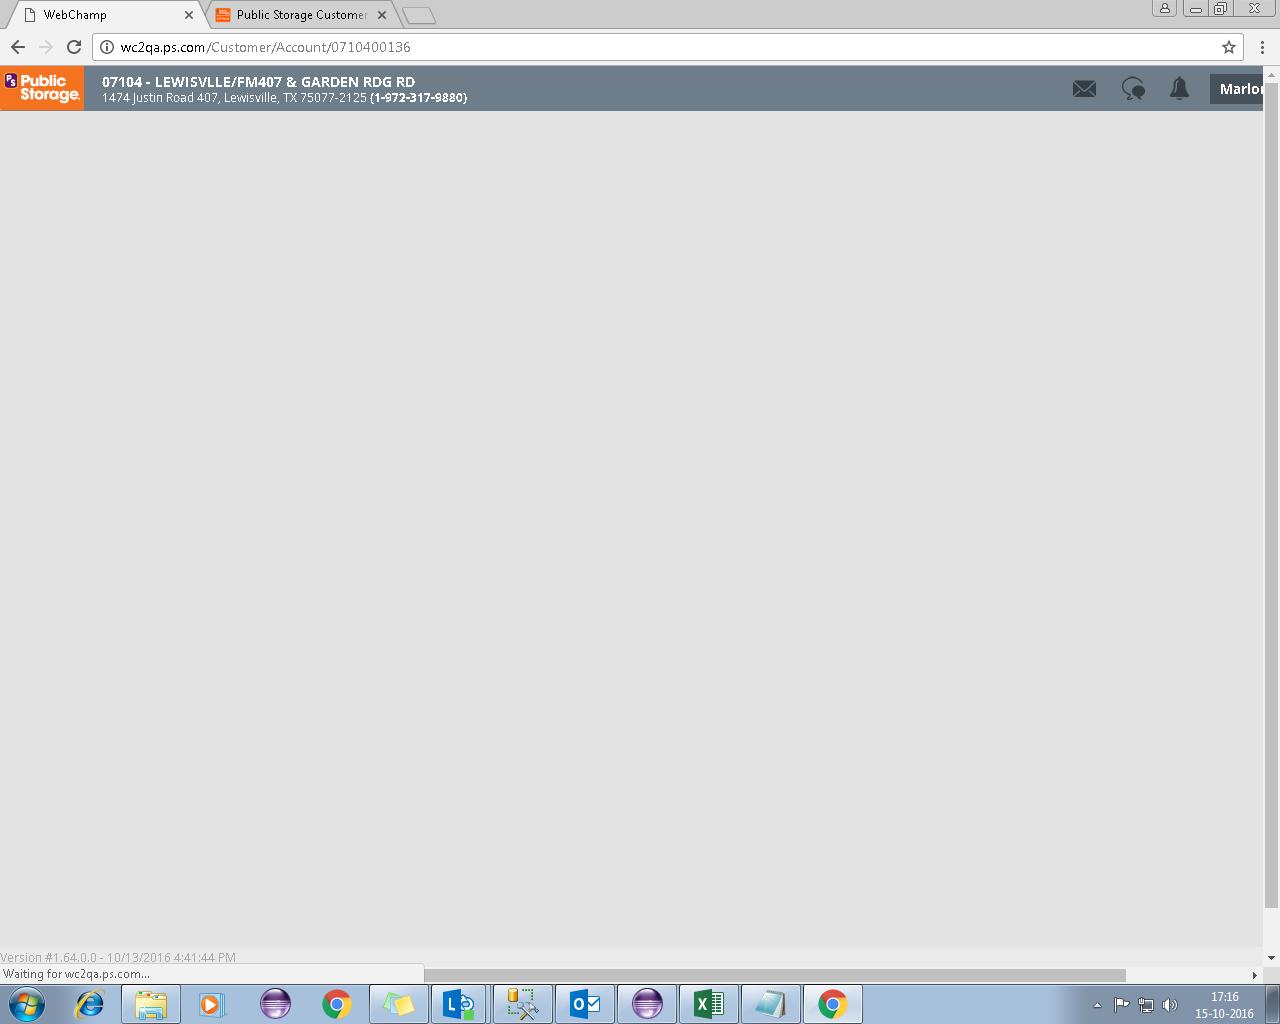 WebChamp
Public Storage Customer
wc2qa.ps.com/Customer/Account/0710400136
PS Public Storage.
07104 - LEWISVLLE/FM407 & GARDEN RDG RD
1474 Justin Road 407, Lewisville, TX 75077-2125 (1-972-317-9880)
Marlo
Version #1.64.0.0 - 10/13/2016 4:41:44 PM
Waiting for wc2qa.ps.com...
17:16
15-10-2016